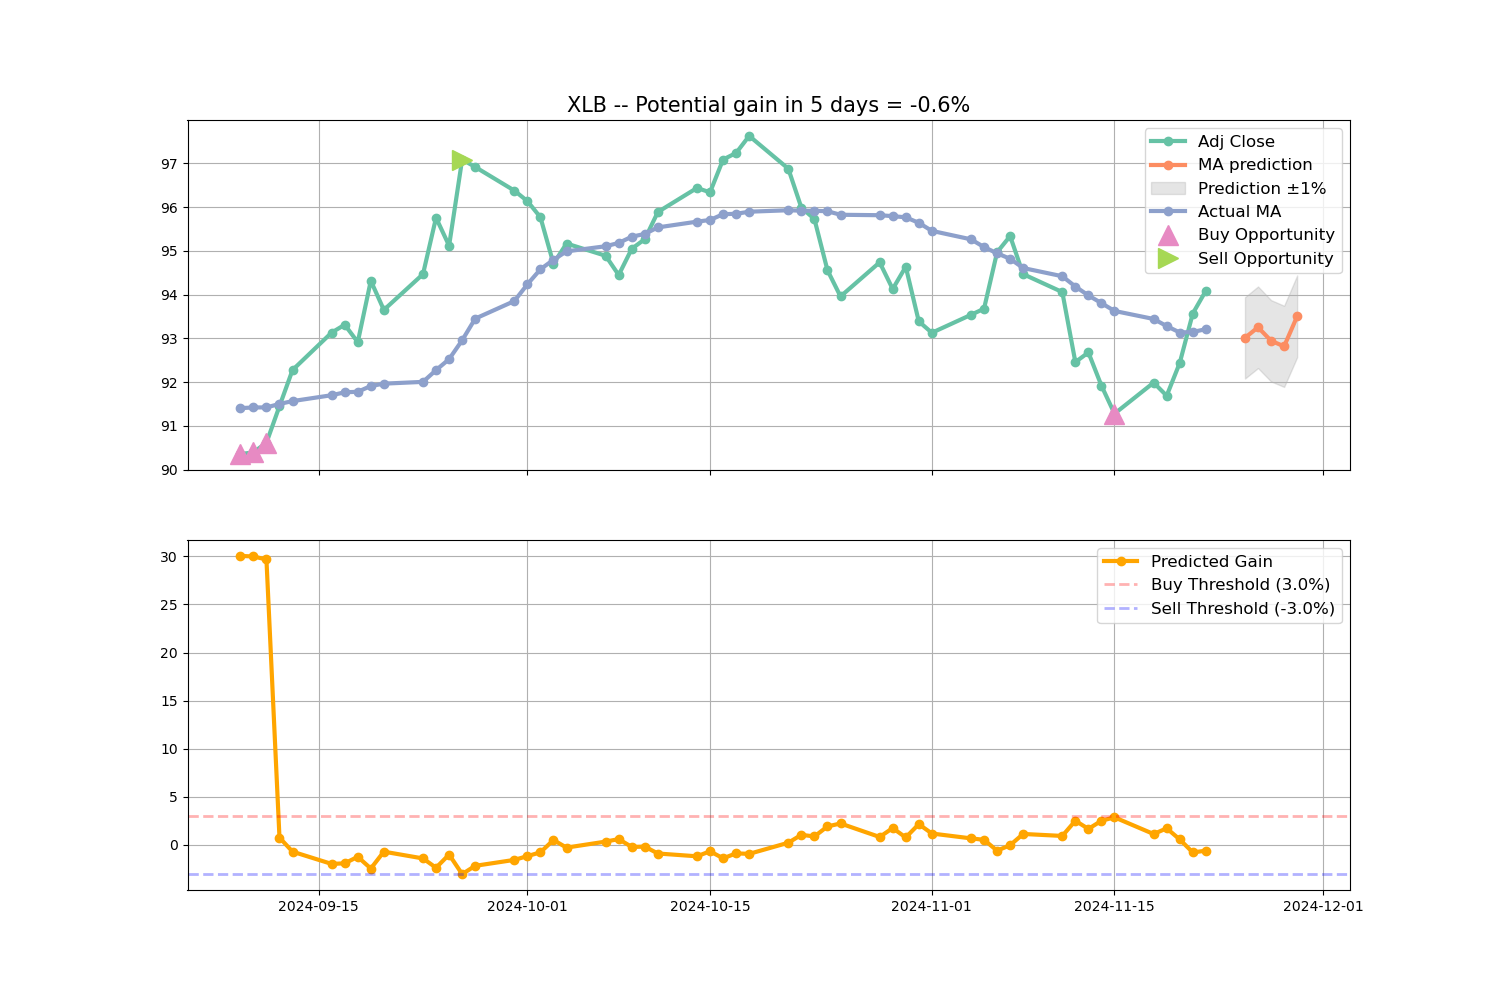 XLB -- Potential gain in 5 days = -0.6%
97
96
95
94
93
92
91
90
Adj Close
MA prediction
Prediction ±1%
Actual MA
Buy Opportunity
Sell Opportunity
30
25
20
15
10
5
0
Predicted Gain
Buy Threshold (3.0%)
Sell Threshold (-3.0%)
2024-09-15
2024-10-01
2024-10-15
2024-11-01
2024-11-15
2024-12-01